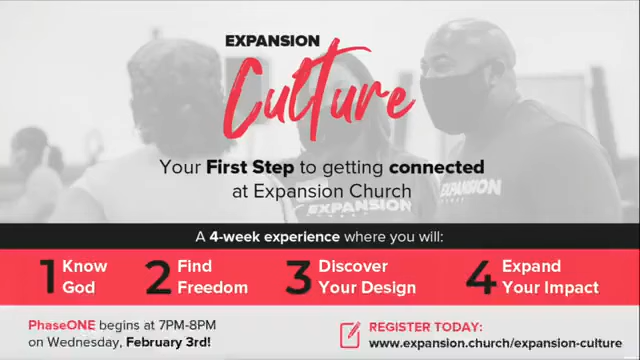 EXPANSION
Culture
Your First Step to getting connected
at Expansion Church
EXPANSION
EXPANSION
A 4-week experience where you will:
1 Know God
2 Find Freedom
3 Discover Your Design
4 Expand Your Impact
PhaseONE begins at 7PM-8PM
on Wednesday, February 3rd!
REGISTER TODAY:
www.expansion.church/expansion-culture